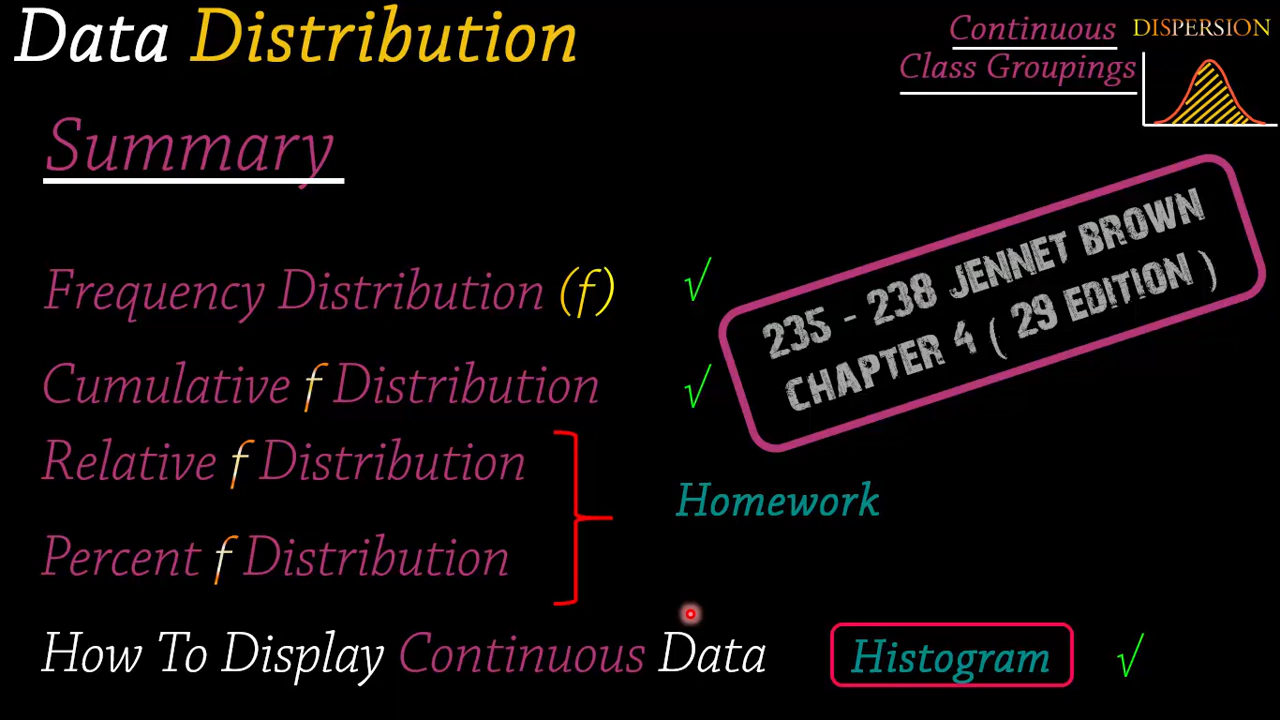 Data Distribution
Continuous
Class Groupings
DISPERSION
Summary
Frequency Distribution (f) √
235 - 238 JENNET BROWN
CHAPTER 4 ( 29 EDITION )
Cumulative f Distribution √
Relative f Distribution
Homework
Percent f Distribution
How To Display Continuous Data Histogram √